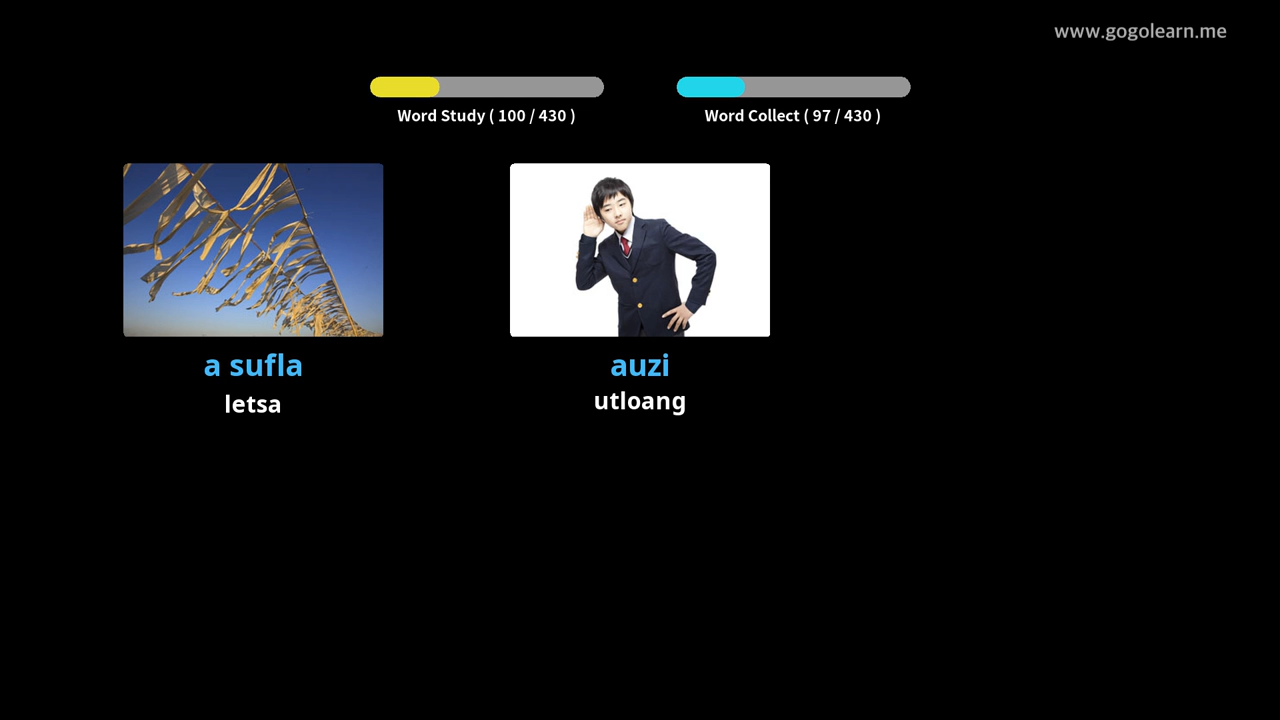 www.gogolearn.me
Word Study ( 100 / 430 )
Word Collect ( 97 / 430 )
a sufla
letsa
auzi
utloang